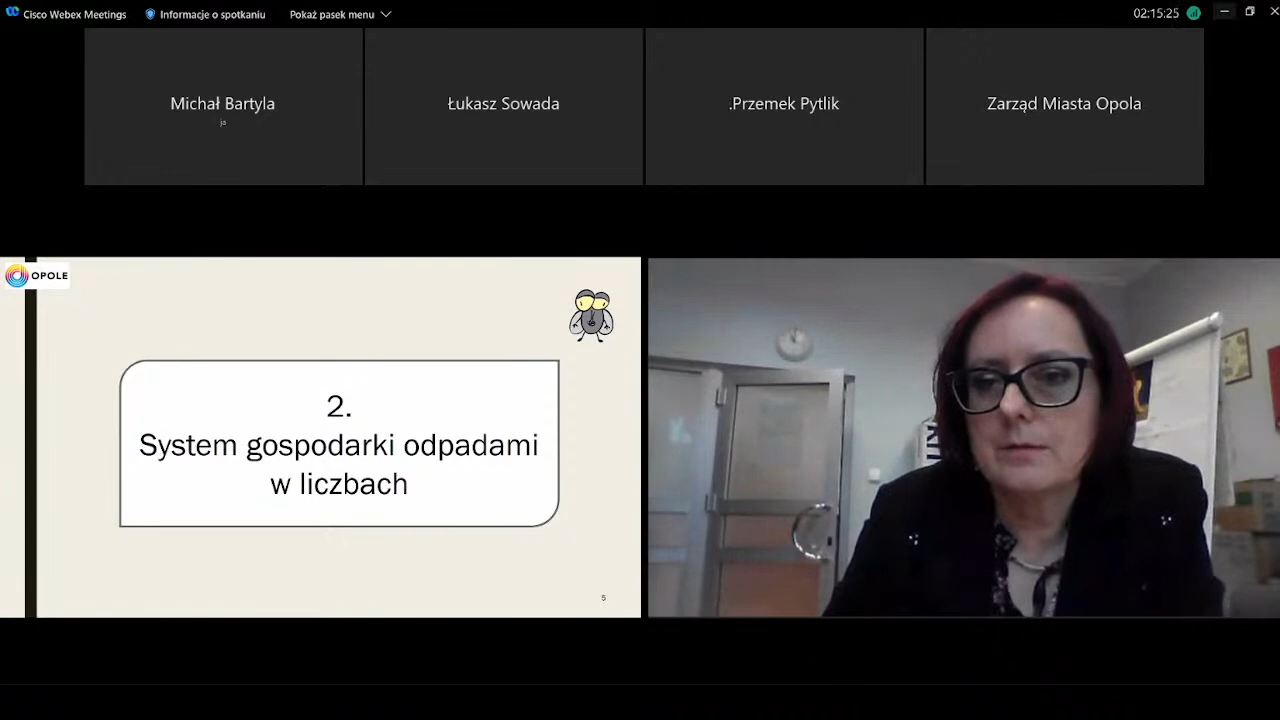 Cisco Webex Meetings
Informacje o spotkaniu
Pokaż pasek menu
02:15:25
Michał Bartyla
ja
Łukasz Sowada
.Przemek Pytlik
Zarząd Miasta Opola
OPOLE
2.
System gospodarki odpadami
w liczbach
5